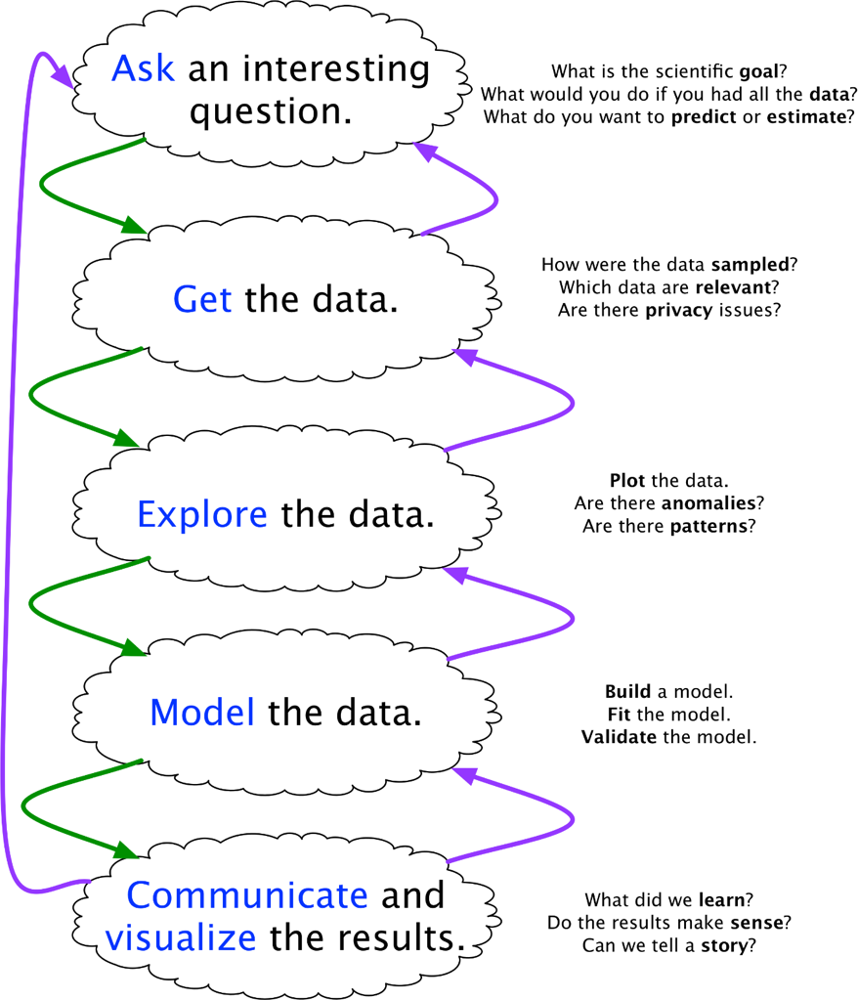 Ask an interesting
question.
What is the scientific goal?
What would you do if you had all the data?
What do you want to predict or estimate?
Get the data.
How were the data sampled?
Which data are relevant?
Are there privacy issues?
Explore the data.
Plot the data.
Are there anomalies?
Are there patterns?
Model the data.
Build a model.
Fit the model.
Validate the model.
Communicate and
visualize the results.
What did we learn?
Do the results make sense?
Can we tell a story?